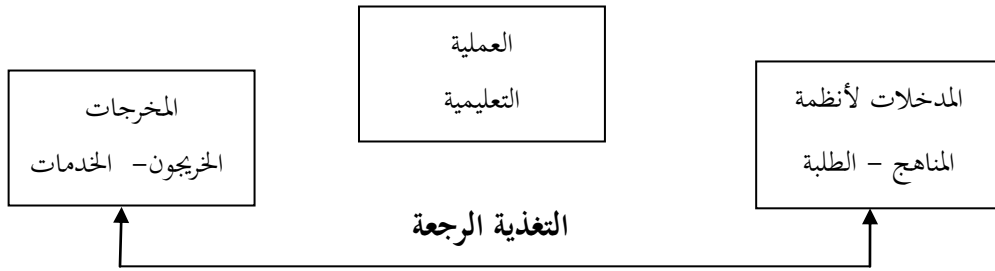 العملية
التعليمية
المدخلات لأنظمة
المناهج – الطلبة
المخرجات
الخريجون– الخدمات
التغذية الرجعة